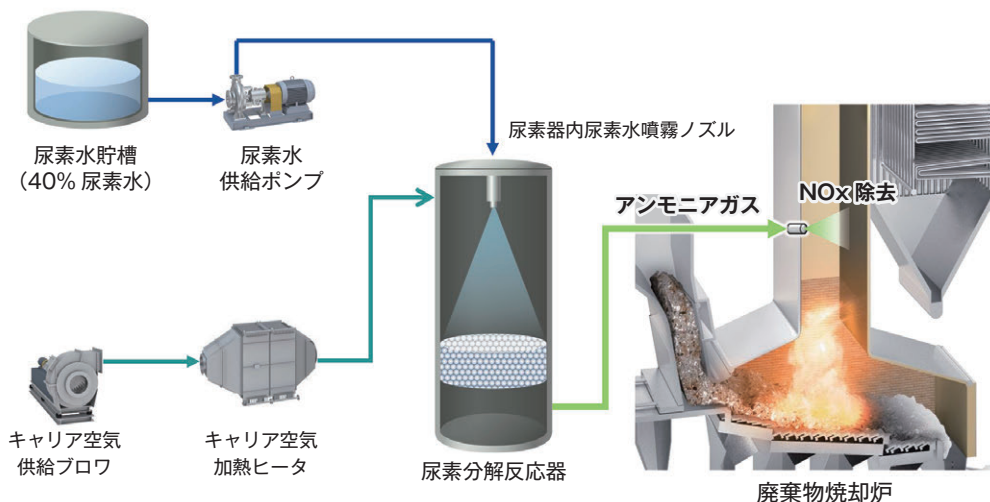 尿素水貯槽
（40% 尿素水）
尿素水
供給ポンプ
尿素器内尿素水噴霧ノズル
アンモニアガス
NOx 除去
キャリア空気
供給ブロワ
キャリア空気
加熱ヒータ
尿素分解反応器
廃棄物焼却炉